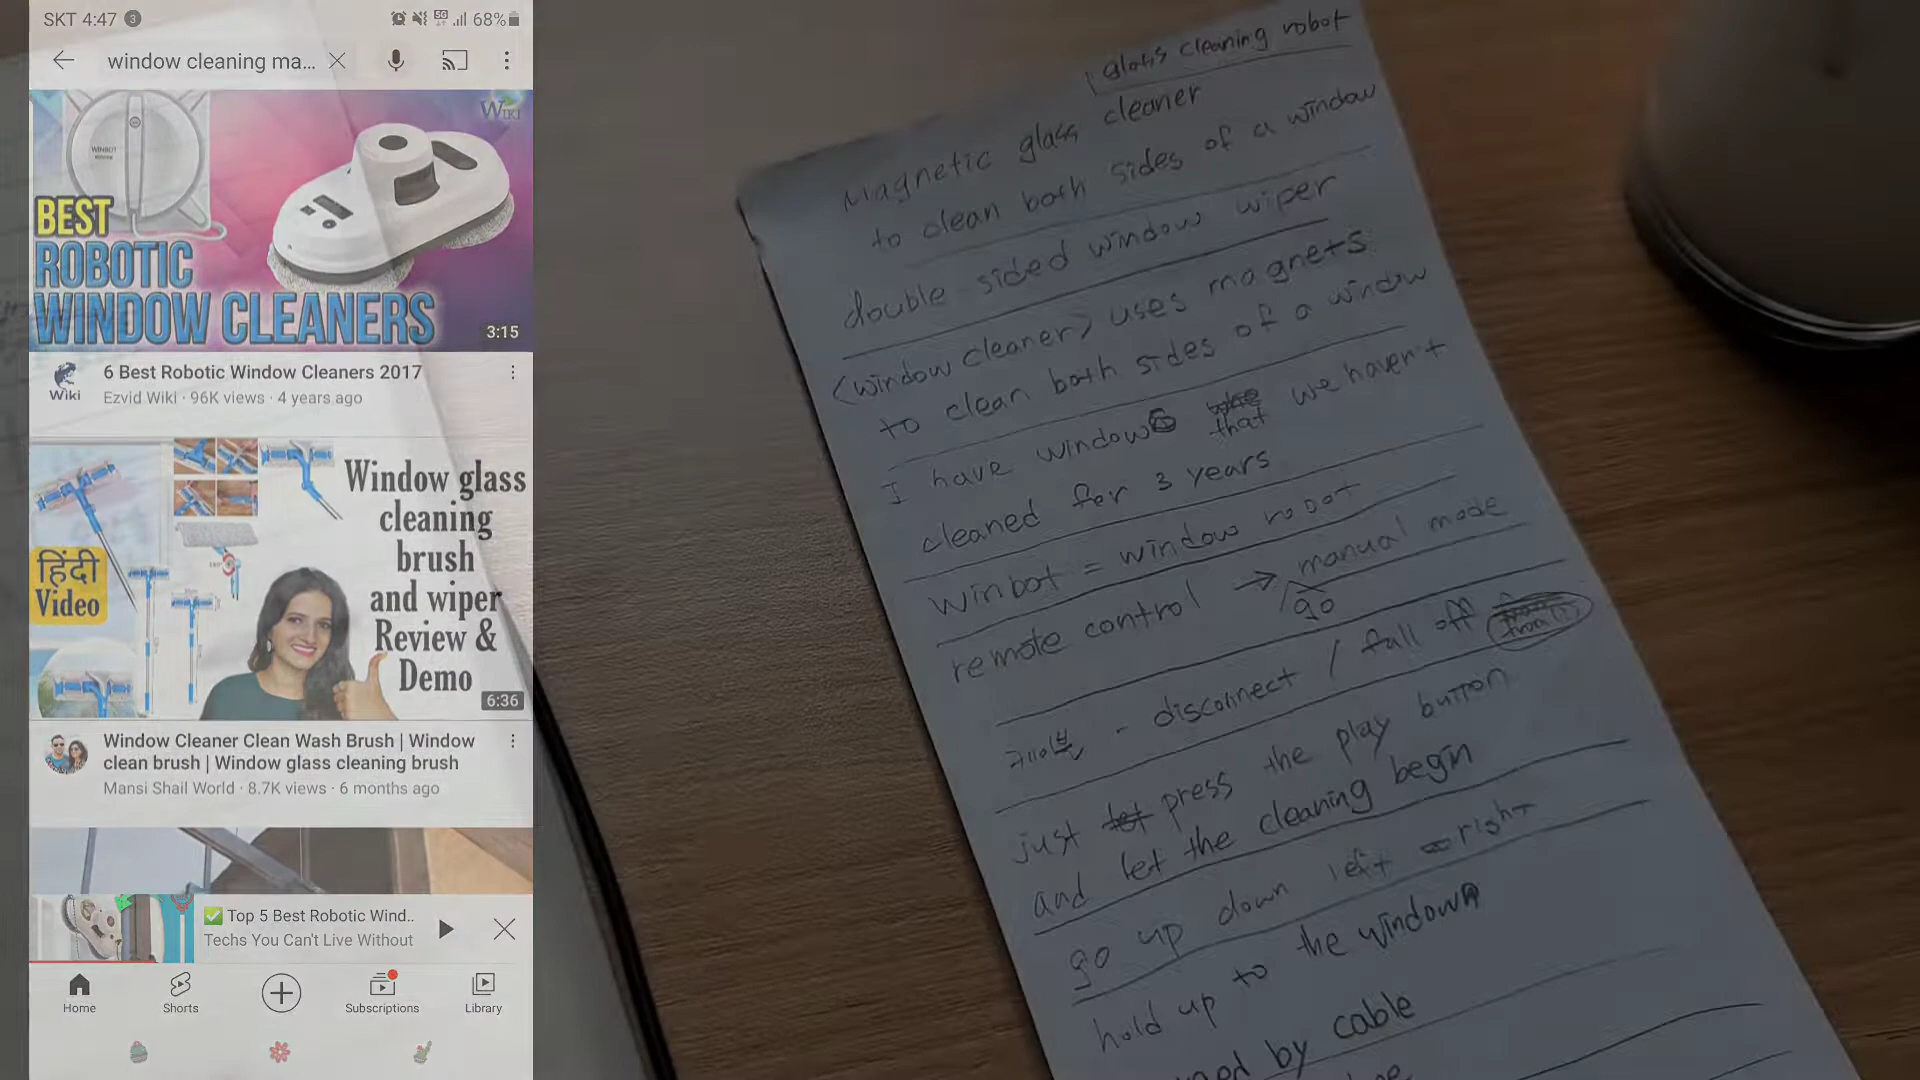 SKT 4:47 3
5G 68%
window cleaning ma...
WINBOT
WIKI
BEST
ROBOTIC
WINDOW CLEANERS
3:15
6 Best Robotic Window Cleaners 2017
Wiki
Ezvid Wiki · 96K views · 4 years ago
Window glass
cleaning
brush
and wiper
Review &
Demo
हिंदी
Video
6:36
Window Cleaner Clean Wash Brush | Window
clean brush | Window glass cleaning brush
Mansi Shail World · 8.7K views · 6 months ago
✅ Top 5 Best Robotic Wind..
Techs You Can't Live Without
Home
Shorts
Subscriptions
Library
glass cleaning robot
Magnetic glass cleaner
to clean both sides of a window
double sided window wiper
(window cleaner) uses magnets
to clean both sides of a window
I have window that we haven't
cleaned for 3 years
winbot = window robot
remote control → manual mode
go
- disconnect / fall off
just press the play button
and let the cleaning begin
go up down left right
hold up to the window
by cable